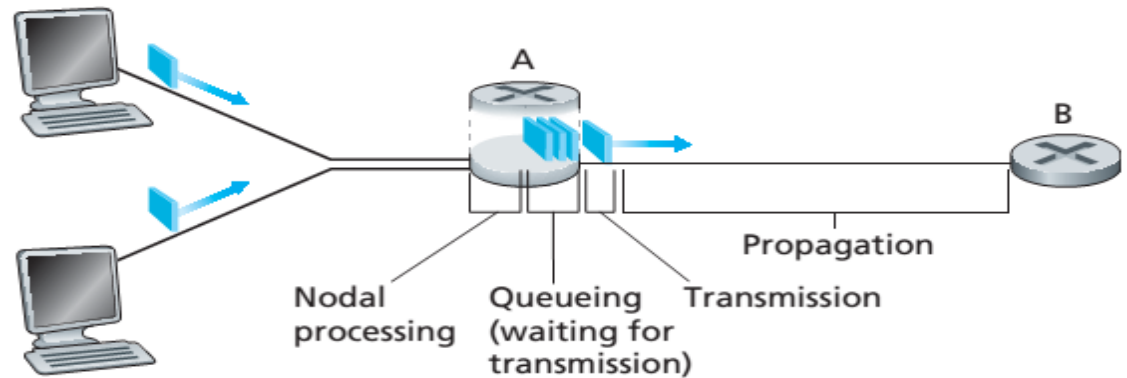 A
B
Propagation
Nodal
processing
Queueing
(waiting for
transmission)
Transmission